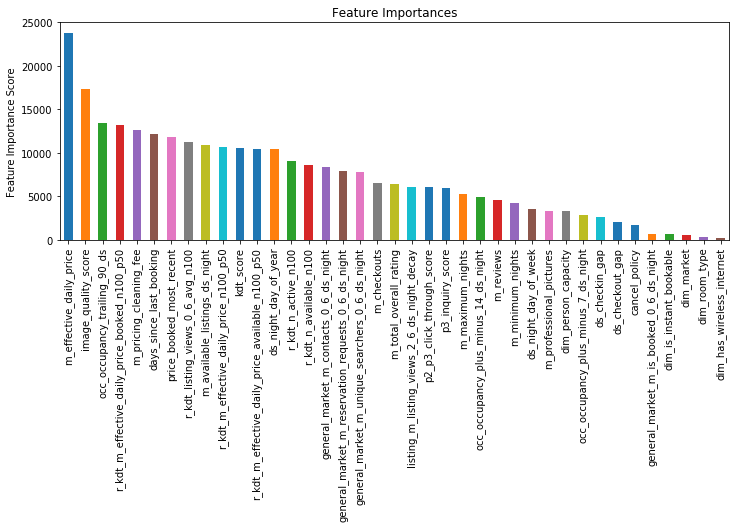 Feature Importances
Feature Importance Score
25000
20000
15000
10000
5000
0
m_effective_daily_price
image_quality_score
occ_occupancy_trailing_90_ds
r_kdt_m_effective_daily_price_booked_n100_p50
m_pricing_cleaning_fee
days_since_last_booking
price_booked_most_recent
r_kdt_listing_views_0_6_avg_n100
m_available_listings_ds_night
r_kdt_m_effective_daily_price_n100_p50
kdt_score
r_kdt_m_effective_daily_price_available_n100_p50
ds_night_day_of_year
r_kdt_n_active_n100
r_kdt_n_available_n100
general_market_m_contacts_0_6_ds_night
general_market_m_reservation_requests_0_6_ds_night
general_market_m_unique_searchers_0_6_ds_night
m_checkouts
m_total_overall_rating
listing_m_listing_views_2_6_ds_night_decay
p2_p3_click_through_score
p3_inquiry_score
m_maximum_nights
occ_occupancy_plus_minus_14_ds_night
m_reviews
m_minimum_nights
ds_night_day_of_week
m_professional_pictures
dim_person_capacity
occ_occupancy_plus_minus_7_ds_night
ds_checkin_gap
ds_checkout_gap
cancel_policy
general_market_m_is_booked_0_6_ds_night
dim_is_instant_bookable
dim_market
dim_room_type
dim_has_wireless_internet